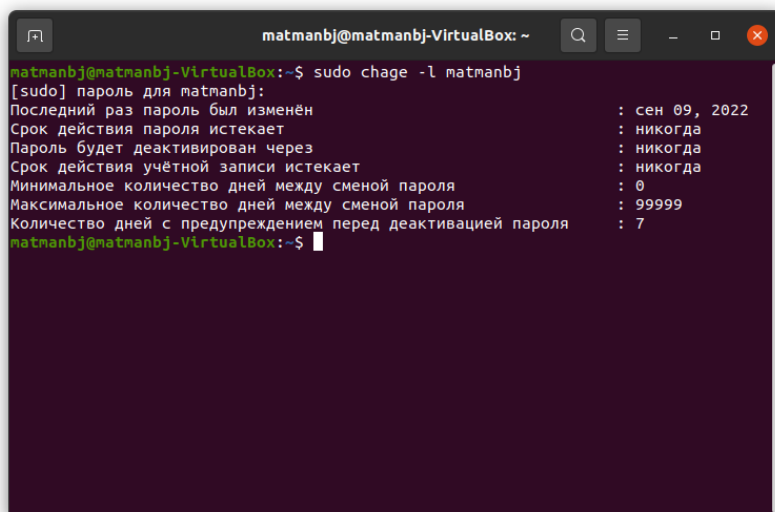 matmanbj@matmanbj-VirtualBox: ~
matmanbj@matmanbj-VirtualBox:~$ sudo chage -l matmanbj
[sudo] пароль для matmanbj:
Последний раз пароль был изменён : сен 09, 2022
Срок действия пароля истекает : никогда
Пароль будет деактивирован через : никогда
Срок действия учётной записи истекает : никогда
Минимальное количество дней между сменой пароля : 0
Максимальное количество дней между сменой пароля : 99999
Количество дней с предупреждением перед деактивацией пароля : 7
matmanbj@matmanbj-VirtualBox:~$